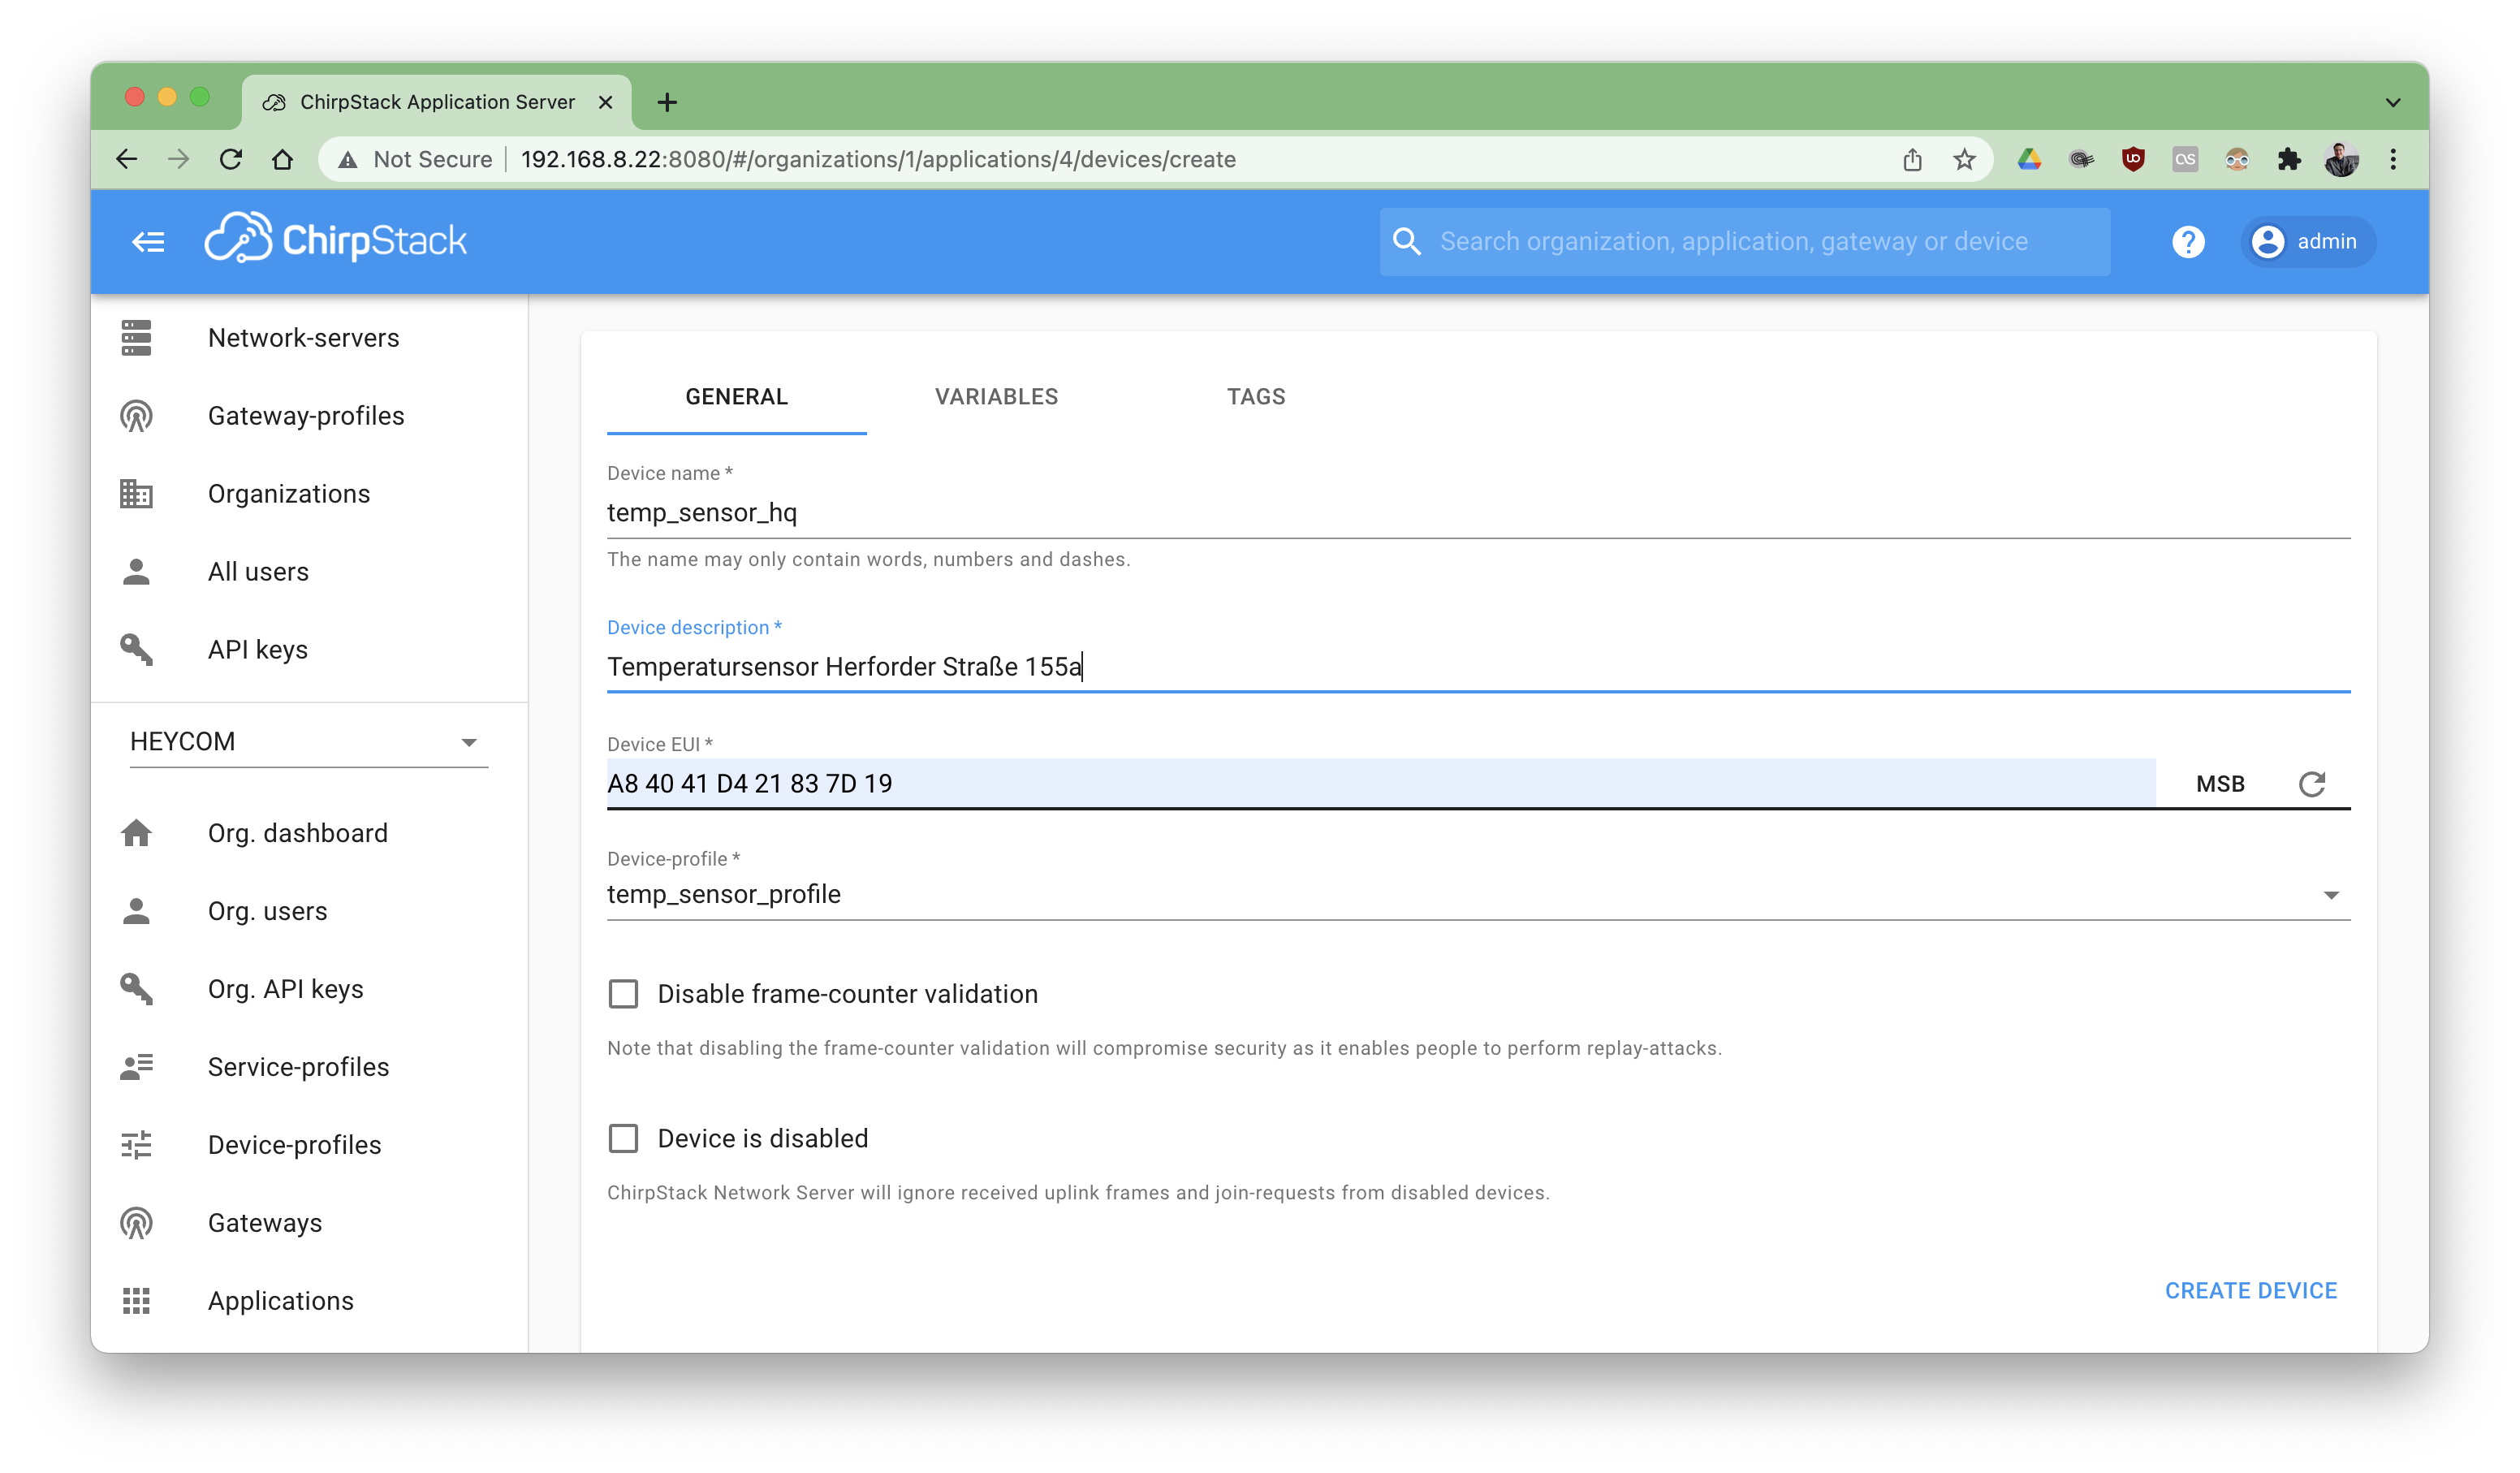 ChirpStack Application Server
Not Secure 192.168.8.22:8080/#/organizations/1/applications/4/devices/create
ChirpStack
Search organization, application, gateway or device
? admin
Network-servers
Gateway-profiles
Organizations
All users
API keys
HEYCOM
Org. dashboard
Org. users
Org. API keys
Service-profiles
Device-profiles
Gateways
Applications
GENERAL VARIABLES TAGS
Device name *
temp_sensor_hq
The name may only contain words, numbers and dashes.
Device description *
Temperatursensor Herforder Straße 155a
Device EUI *
A8 40 41 D4 21 83 7D 19 MSB
Device-profile *
temp_sensor_profile
Disable frame-counter validation
Note that disabling the frame-counter validation will compromise security as it enables people to perform replay-attacks.
Device is disabled
ChirpStack Network Server will ignore received uplink frames and join-requests from disabled devices.
CREATE DEVICE